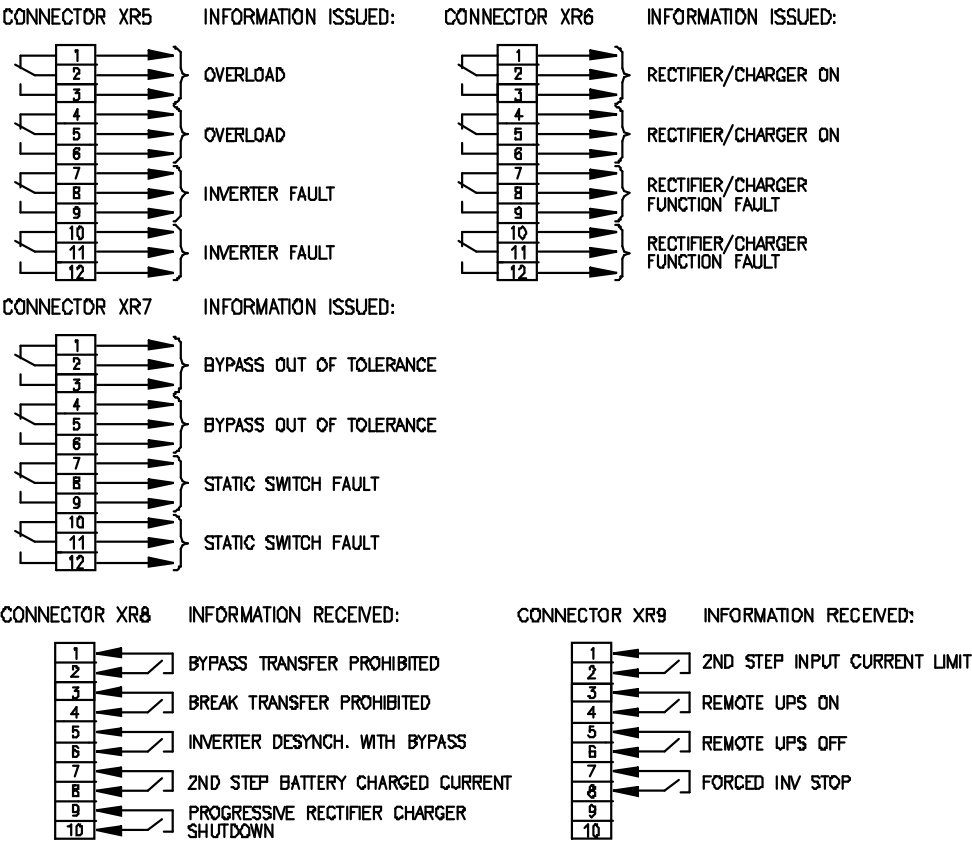 CONNECTOR XR5 INFORMATION ISSUED:
1
2
3
OVERLOAD
4
5
6
OVERLOAD
7
8
9
INVERTER FAULT
10
11
12
INVERTER FAULT
CONNECTOR XR6 INFORMATION ISSUED:
1
2
3
RECTIFIER/CHARGER ON
4
5
6
RECTIFIER/CHARGER ON
7
8
9
RECTIFIER/CHARGER
FUNCTION FAULT
10
11
12
RECTIFIER/CHARGER
FUNCTION FAULT
CONNECTOR XR7 INFORMATION ISSUED:
1
2
3
BYPASS OUT OF TOLERANCE
4
5
6
BYPASS OUT OF TOLERANCE
7
8
9
STATIC SWITCH FAULT
10
11
12
STATIC SWITCH FAULT
CONNECTOR XR8 INFORMATION RECEIVED:
1
2
BYPASS TRANSFER PROHIBITED
3
4
BREAK TRANSFER PROHIBITED
5
6
INVERTER DESYNCH. WITH BYPASS
7
8
2ND STEP BATTERY CHARGED CURRENT
9
10
PROGRESSIVE RECTIFIER CHARGER
SHUTDOWN
CONNECTOR XR9 INFORMATION RECEIVED:
1
2
2ND STEP INPUT CURRENT LIMIT
3
4
REMOTE UPS ON
5
6
REMOTE UPS OFF
7
8
FORCED INV STOP
9
10